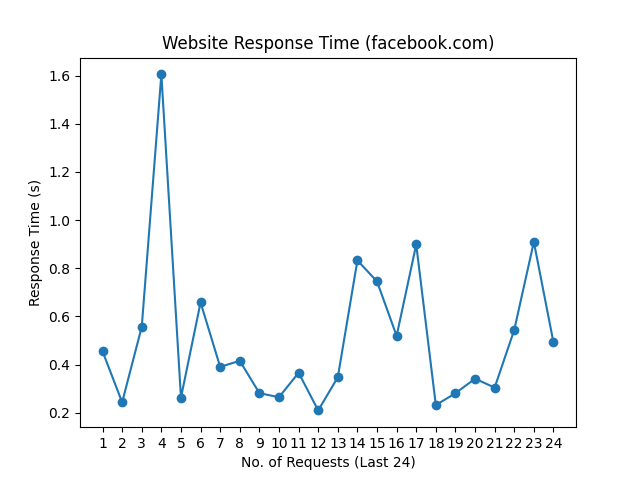 Website Response Time (facebook.com)
Response Time (s)
1.6
1.4
1.2
1.0
0.8
0.6
0.4
0.2
1 2 3 4 5 6 7 8 9 10 11 12 13 14 15 16 17 18 19 20 21 22 23 24
No. of Requests (Last 24)